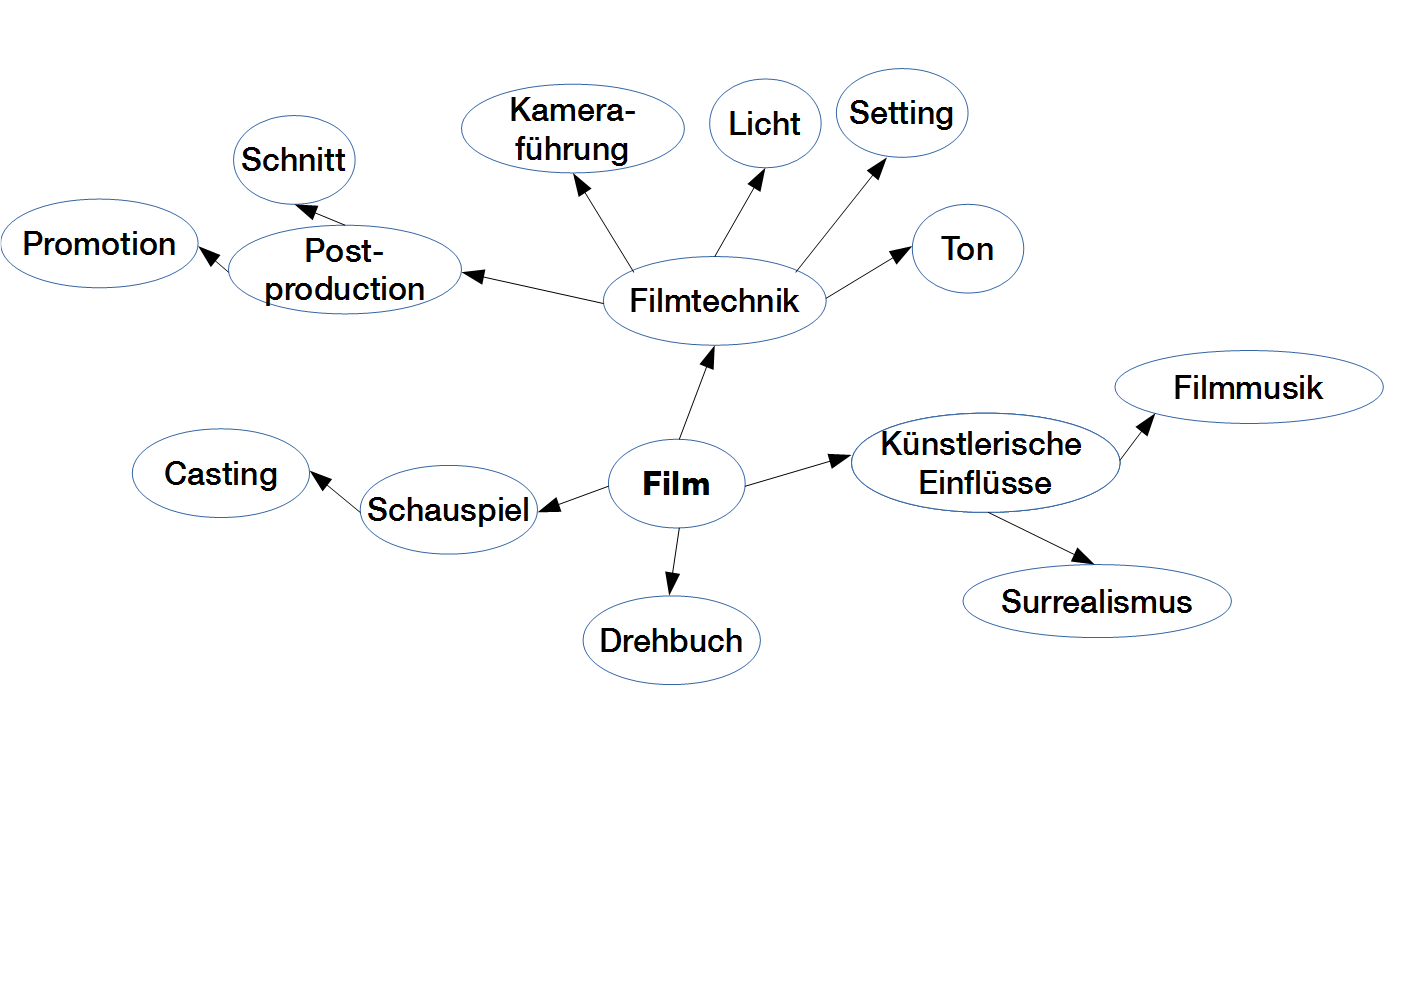 Kamera-
führung
Licht
Setting
Schnitt
Promotion
Post-
production
Ton
Filmtechnik
Filmmusik
Künstlerische
Einflüsse
Casting
Schauspiel
Film
Surrealismus
Drehbuch